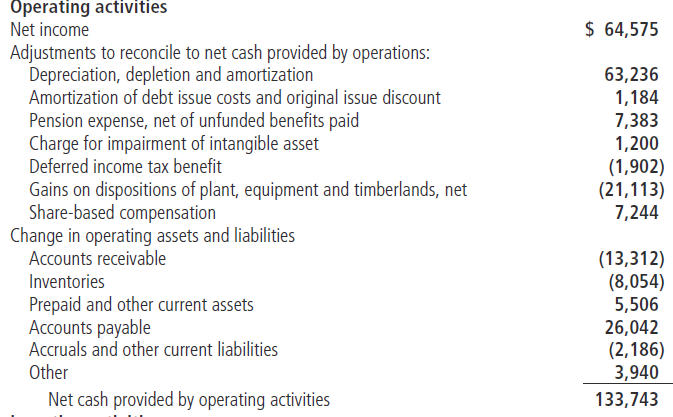 Operating activities
Net income $ 64,575
Adjustments to reconcile to net cash provided by operations:
Depreciation, depletion and amortization 63,236
Amortization of debt issue costs and original issue discount 1,184
Pension expense, net of unfunded benefits paid 7,383
Charge for impairment of intangible asset 1,200
Deferred income tax benefit (1,902)
Gains on dispositions of plant, equipment and timberlands, net (21,113)
Share-based compensation 7,244
Change in operating assets and liabilities
Accounts receivable (13,312)
Inventories (8,054)
Prepaid and other current assets 5,506
Accounts payable 26,042
Accruals and other current liabilities (2,186)
Other 3,940
Net cash provided by operating activities 133,743